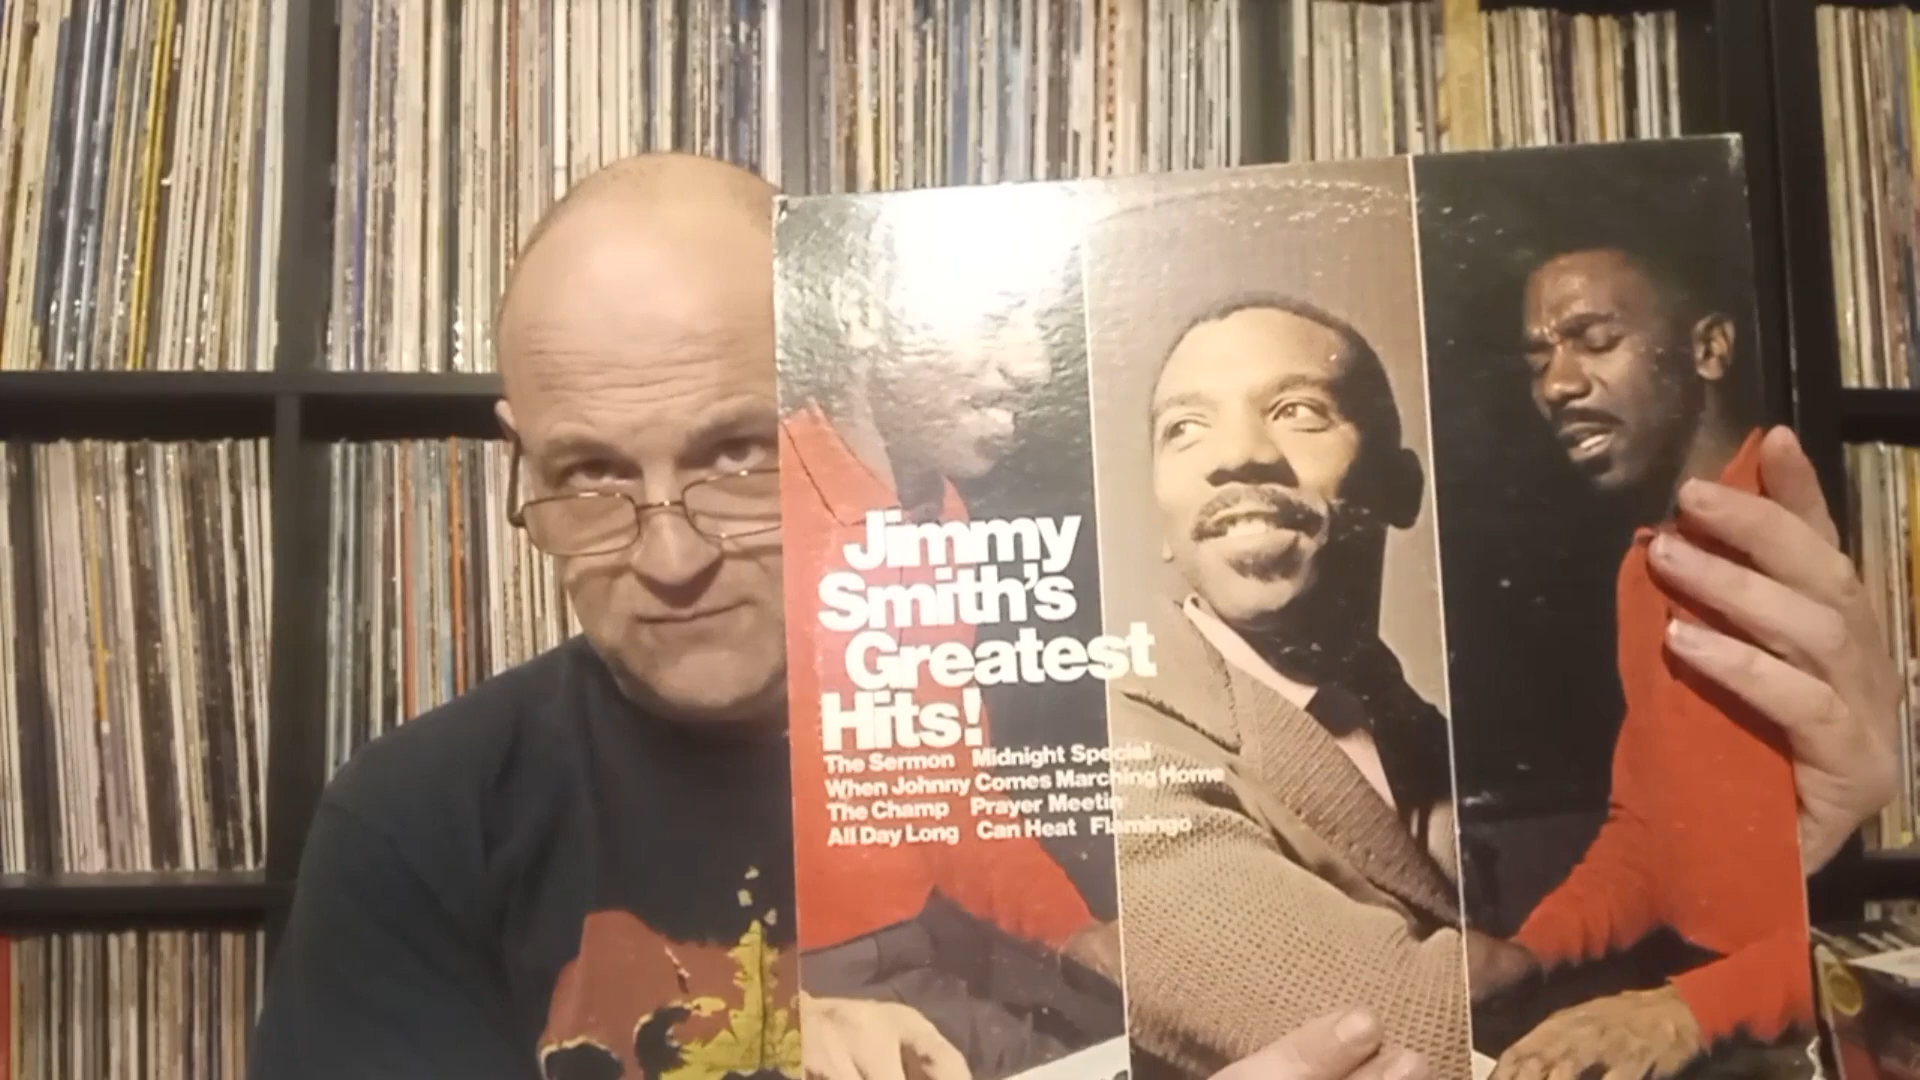 Jimmy
Smith's
Greatest
Hits!
The Sermon Midnight Special
When Johnny Comes Marching Home
The Champ Prayer Meetin
All Day Long Can Heat Flamingo